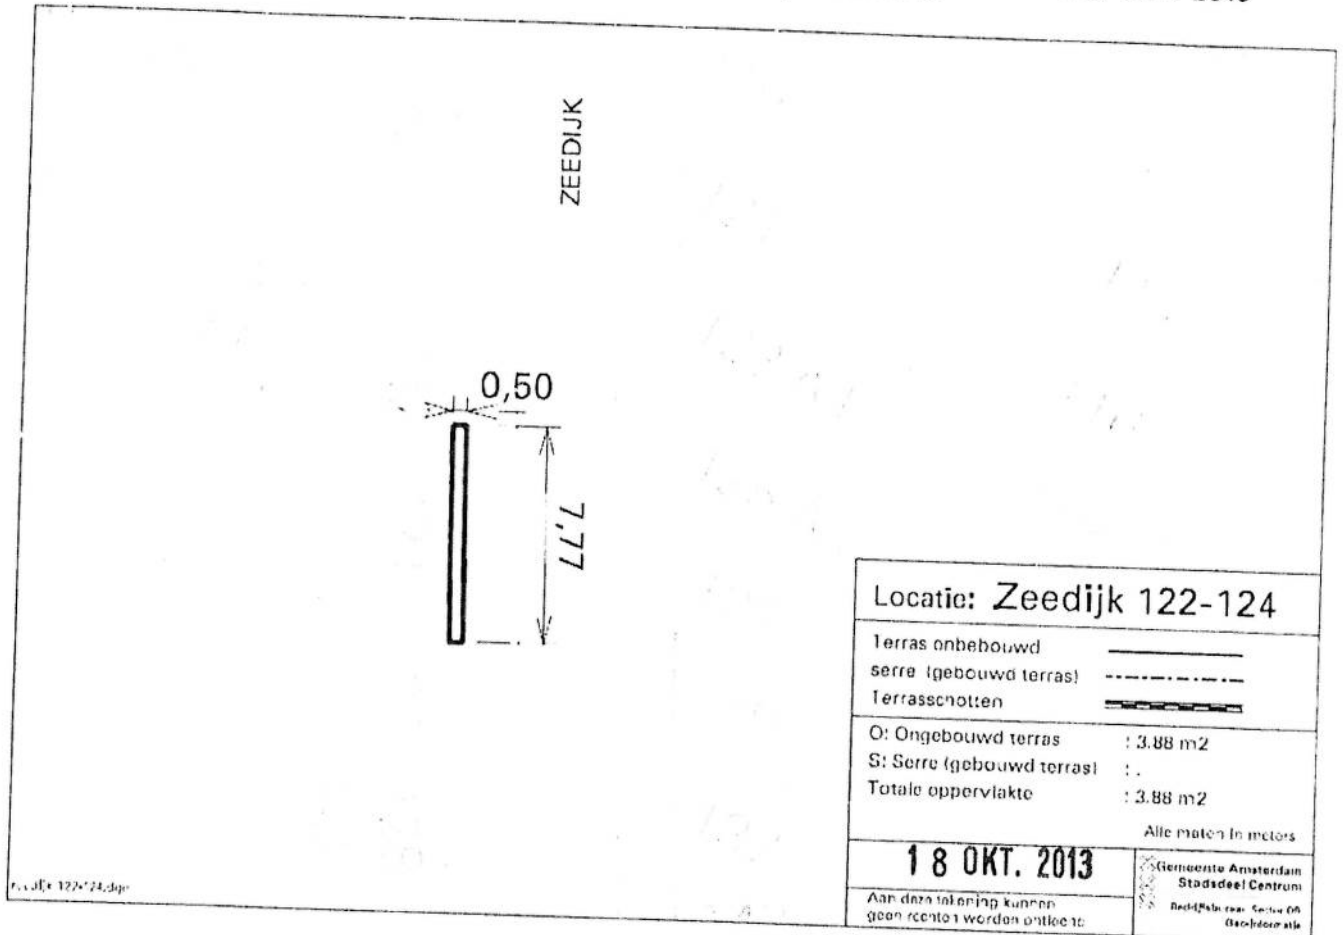 ZEEDIJK
0,50
7,77
Locatie: Zeedijk 122-124
Terras onbebouwd
serre (gebouwd terras)
Terrasschotten
O: Ongebouwd terras : 3.88 m2
S: Serre (gebouwd terras) : .
Totale oppervlakte : 3.88 m2
Alle maten in meters
18 OKT. 2013
Gemeente Amsterdam
Stadsdeel Centrum
Aan deze tekening kunnen
geen rechten worden ontleend